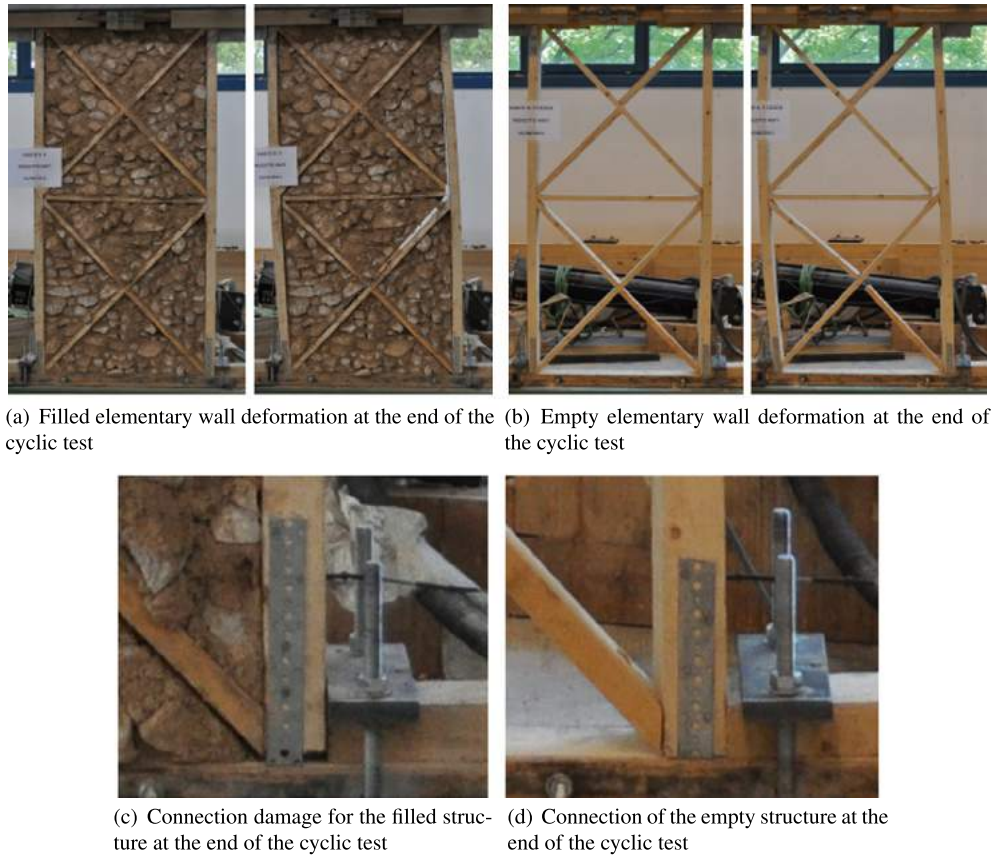 (a) Filled elementary wall deformation at the end of the
cyclic test
(b) Empty elementary wall deformation at the end of
the cyclic test
(c) Connection damage for the filled struc-
ture at the end of the cyclic test
(d) Connection of the empty structure at the
end of the cyclic test